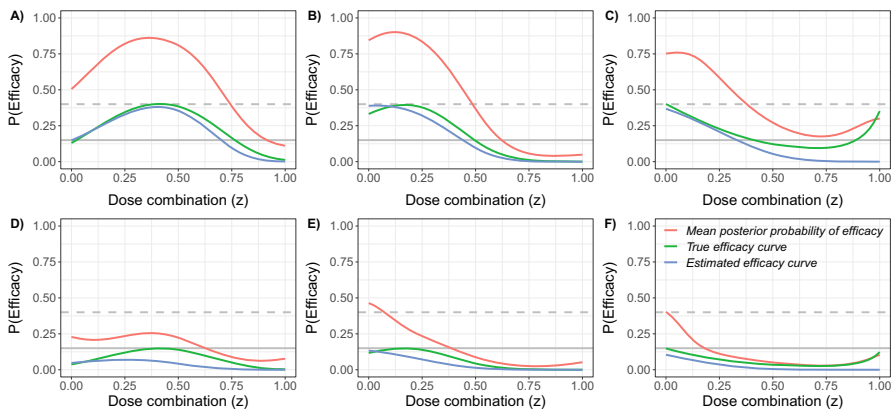 A) B) C)
P(Efficacy) P(Efficacy) P(Efficacy)
1.00 1.00 1.00
0.75 0.75 0.75
0.50 0.50 0.50
0.25 0.25 0.25
0.00 0.00 0.00
0.00 0.25 0.50 0.75 1.00 0.00 0.25 0.50 0.75 1.00 0.00 0.25 0.50 0.75 1.00
Dose combination (z) Dose combination (z) Dose combination (z)
D) E) F)
P(Efficacy) P(Efficacy) P(Efficacy)
1.00 1.00 1.00
Mean posterior probability of efficacy
0.75 0.75 0.75
True efficacy curve
Estimated efficacy curve
0.50 0.50 0.50
0.25 0.25 0.25
0.00 0.00 0.00
0.00 0.25 0.50 0.75 1.00 0.00 0.25 0.50 0.75 1.00 0.00 0.25 0.50 0.75 1.00
Dose combination (z) Dose combination (z) Dose combination (z)